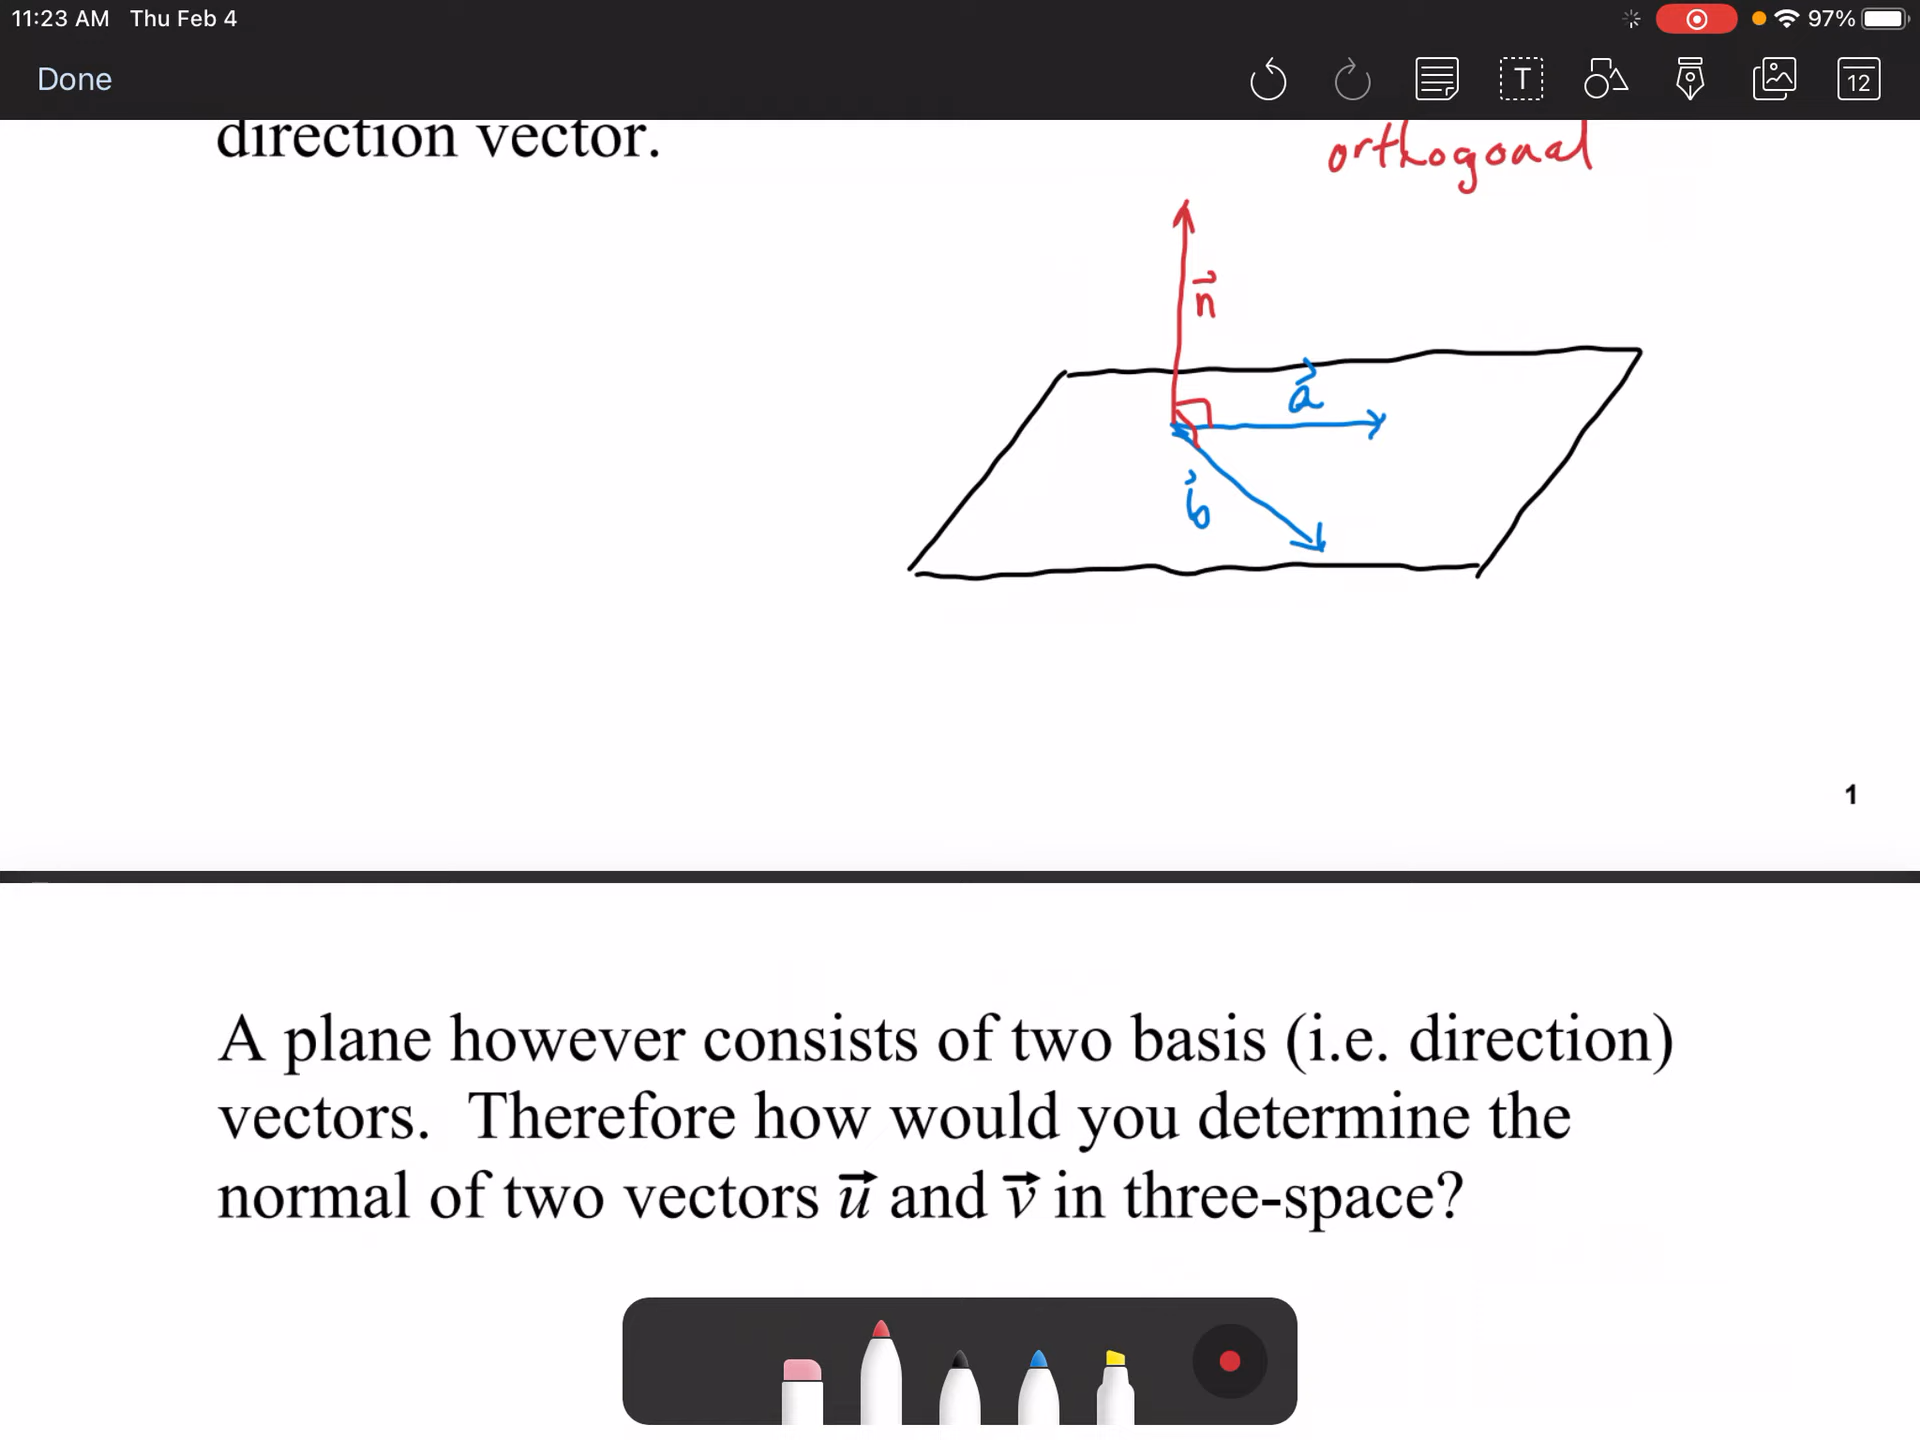 11:23 AM Thu Feb 4
97%
Done
T
12
direction vector.
orthogonal
n⃗
a⃗
b⃗
1
A plane however consists of two basis (i.e. direction)
vectors. Therefore how would you determine the
normal of two vectors u⃗ and v⃗ in three-space?